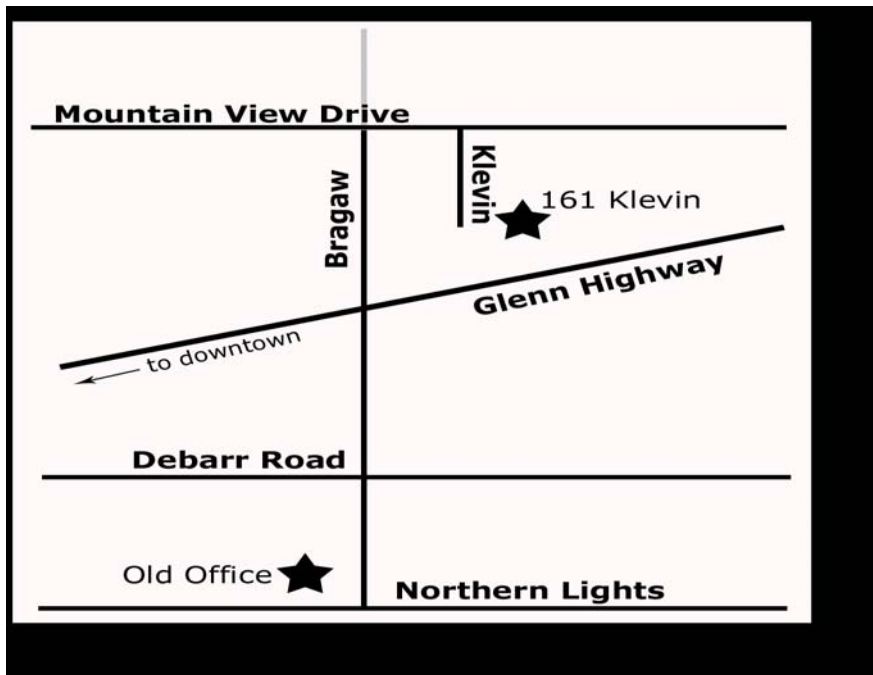 Mountain View Drive
Bragaw
Klevin
161 Klevin
Glenn Highway
to downtown
Debarr Road
Old Office
Northern Lights